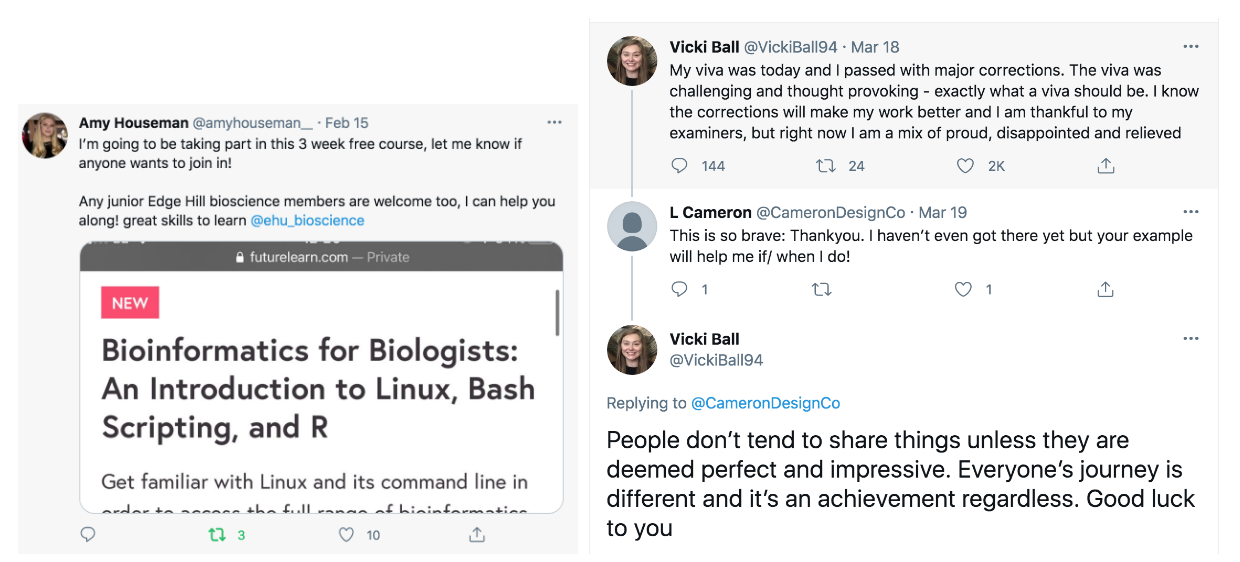 Amy Houseman @amyhouseman__ · Feb 15
I'm going to be taking part in this 3 week free course, let me know if
anyone wants to join in!
Any junior Edge Hill bioscience members are welcome too, I can help you
along! great skills to learn @ehu_bioscience
futurelearn.com — Private
NEW
Bioinformatics for Biologists:
An Introduction to Linux, Bash
Scripting, and R
Get familiar with Linux and its command line in
order to access the full range of bioinformatics
3 10
Vicki Ball @VickiBall94 · Mar 18
My viva was today and I passed with major corrections. The viva was
challenging and thought provoking - exactly what a viva should be. I know
the corrections will make my work better and I am thankful to my
examiners, but right now I am a mix of proud, disappointed and relieved
144 24 2K
L Cameron @CameronDesignCo · Mar 19
This is so brave: Thankyou. I haven't even got there yet but your example
will help me if/ when I do!
1 1
Vicki Ball
@VickiBall94
Replying to @CameronDesignCo
People don't tend to share things unless they are
deemed perfect and impressive. Everyone's journey is
different and it's an achievement regardless. Good luck
to you